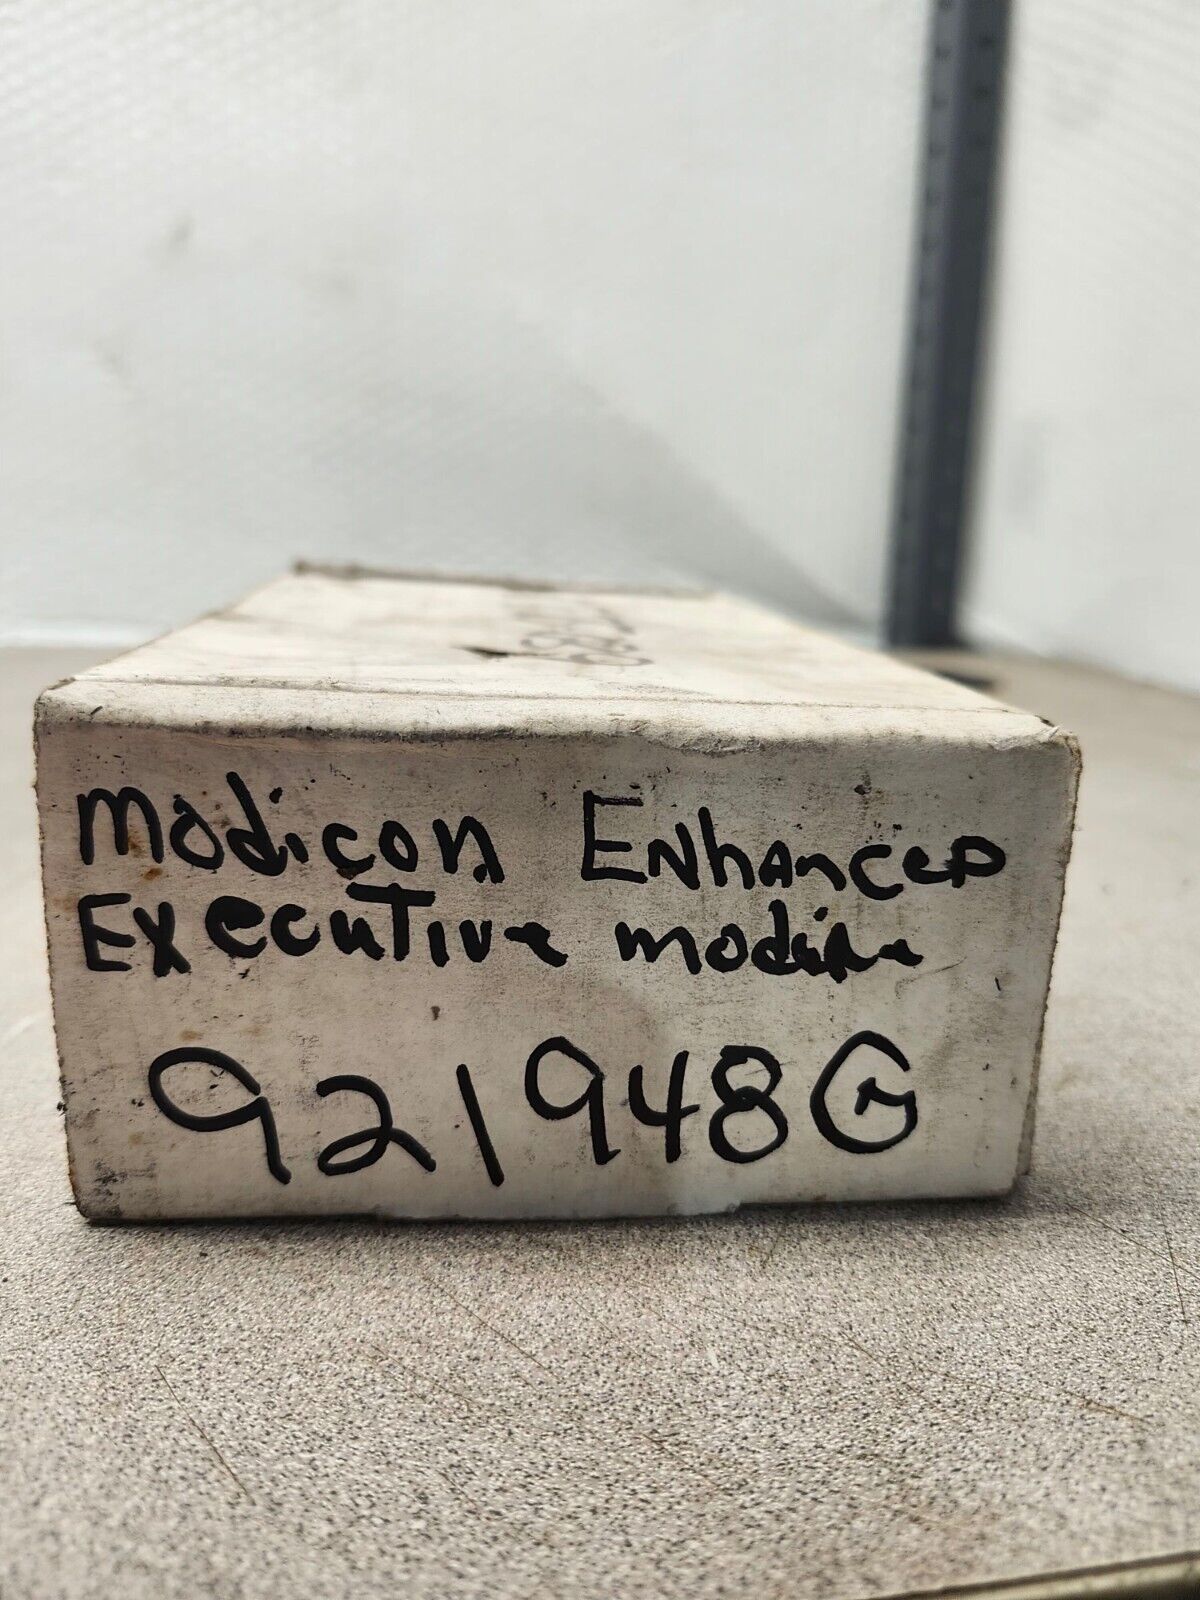 Modicon Enhanced
Executive
921948G